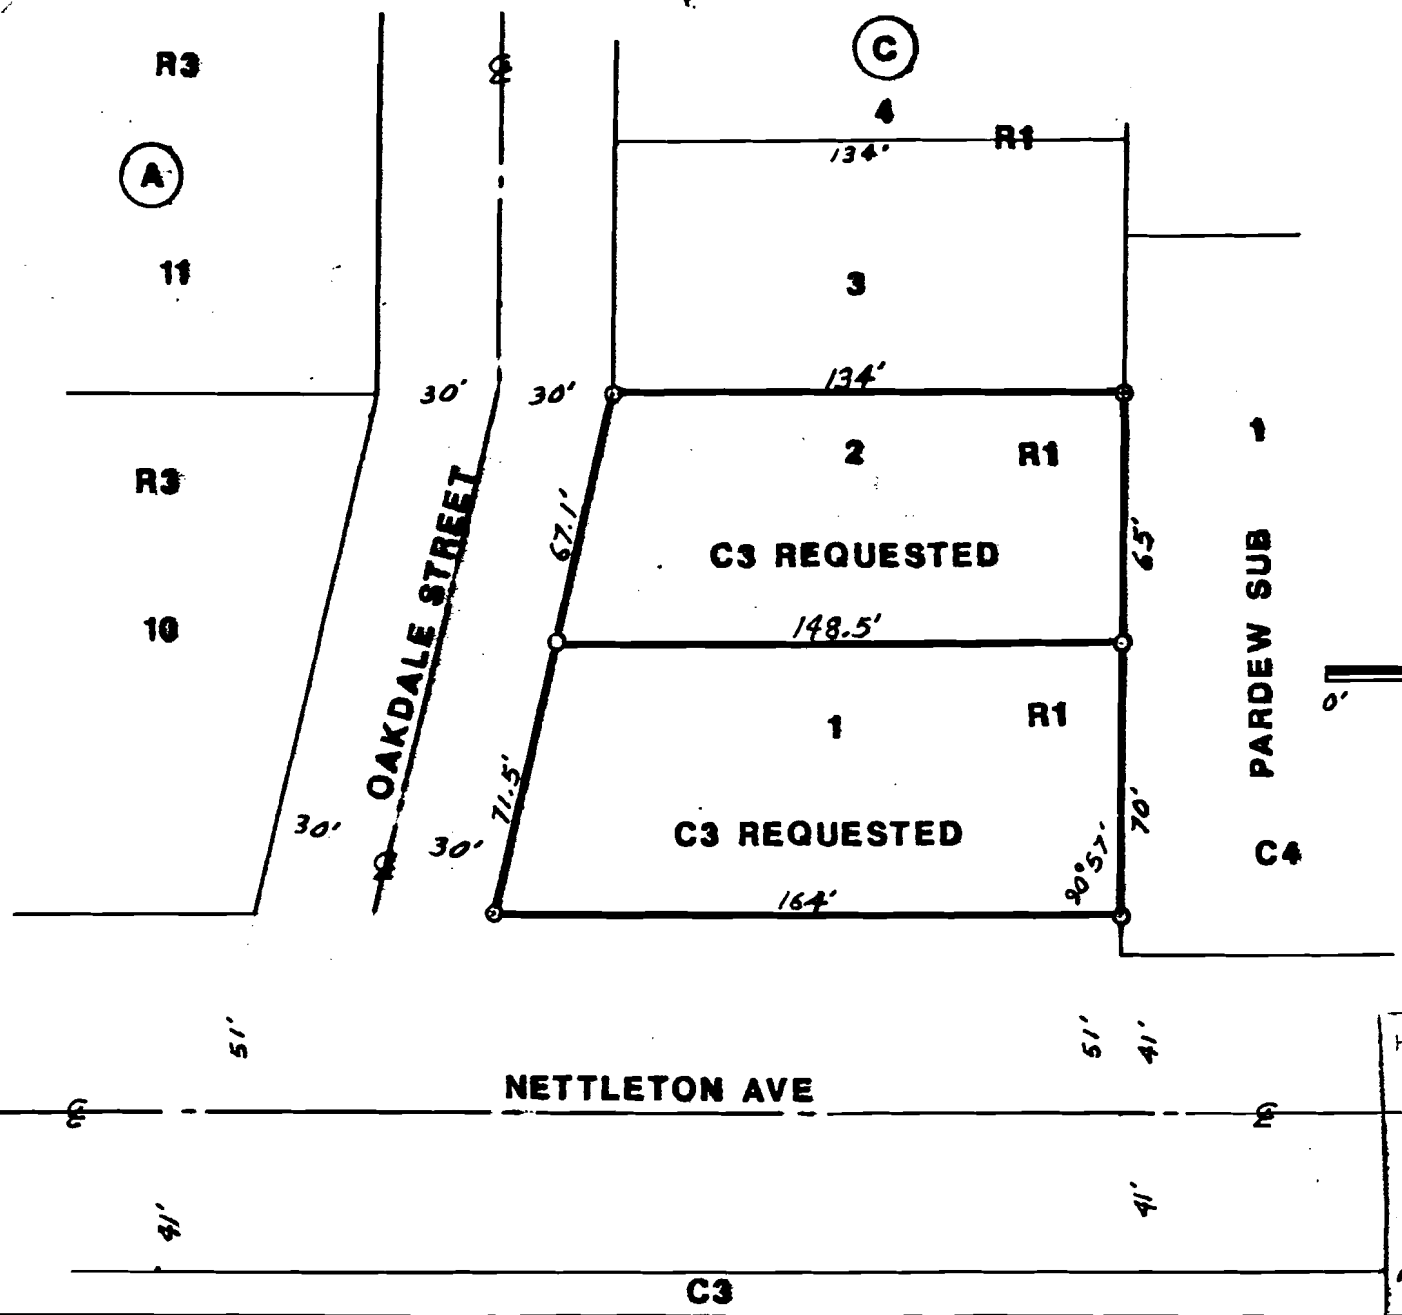 R3
C
4
R1
134'
A
11
3
30'
30'
134'
R3
2
R1
1
67.1'
C3 REQUESTED
65'
OAKDALE STREET
10
148.5'
PARDEW SUB
0'
1
R1
71.5'
70'
30'
30'
C3 REQUESTED
90°57'
C4
164'
51'
51'
41'
NETTLETON AVE
41'
41'
C3